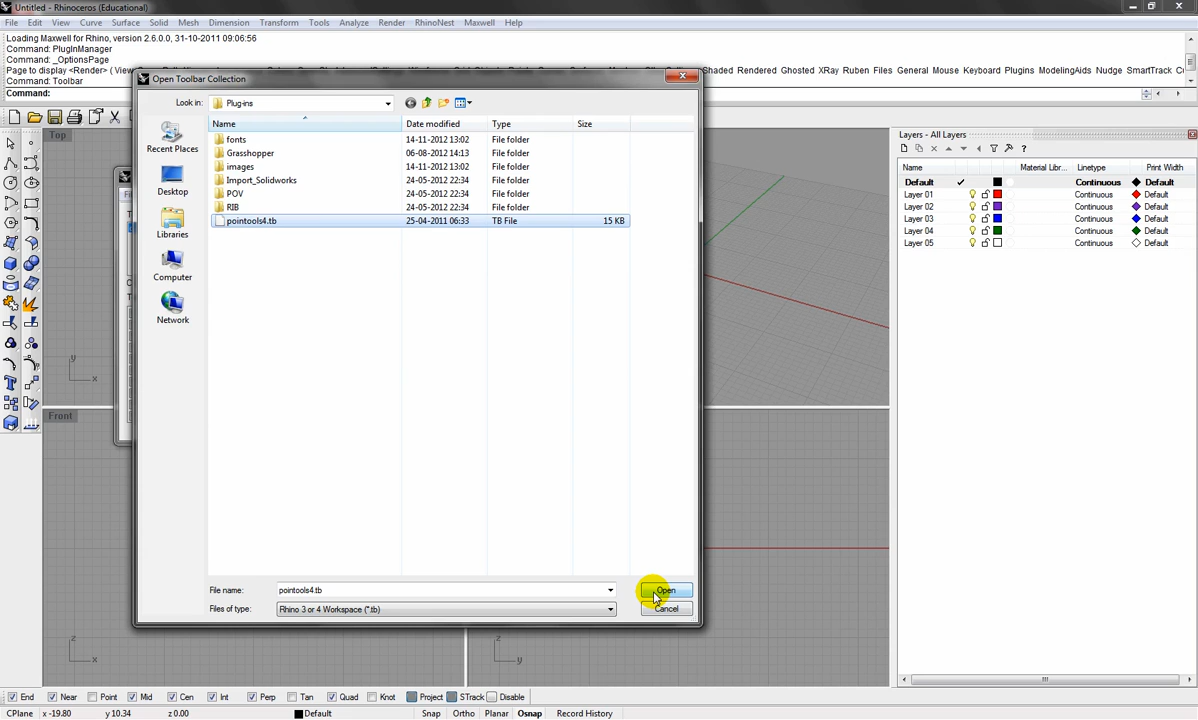 Untitled - Rhinoceros (Educational)
File Edit View Curve Surface Solid Mesh Dimension Transform Tools Analyze Render RhinoNest Maxwell Help
Loading Maxwell for Rhino, version 2.6.0.0, 31-10-2011 09:06:56
Command: PlugInManager
Command: _OptionsPage
Page to display <Render> ( View
Shaded Rendered Ghosted XRay Ruben Files General Mouse Keyboard Plugins ModelingAids Nudge SmartTrack
Command: Toolbar
Command:
Open Toolbar Collection
Look in: Plug-ins
Name Date modified Type Size
fonts 14-11-2012 13:02 File folder
Grasshopper 06-08-2012 14:13 File folder
images 14-11-2012 13:02 File folder
Import_Solidworks 24-05-2012 22:34 File folder
POV 24-05-2012 22:34 File folder
RIB 24-05-2012 22:34 File folder
pointools4.tb 25-04-2011 06:33 TB File 15 KB
Recent Places
Desktop
Libraries
Computer
Network
File name: pointools4.tb Open
Files of type: Rhino 3 or 4 Workspace (*.tb) Cancel
Top
Front
y
x
z
x
z
y
Layers - All Layers
Name Material Libr... Linetype Print Width
Default Continuous Default
Layer 01 Continuous Default
Layer 02 Continuous Default
Layer 03 Continuous Default
Layer 04 Continuous Default
Layer 05 Continuous Default
End Near Point Mid Cen Int Perp Tan Quad Knot Project STrack Disable
CPlane x -19.80 y 10.34 z 0.00 Default Snap Ortho Planar Osnap Record History